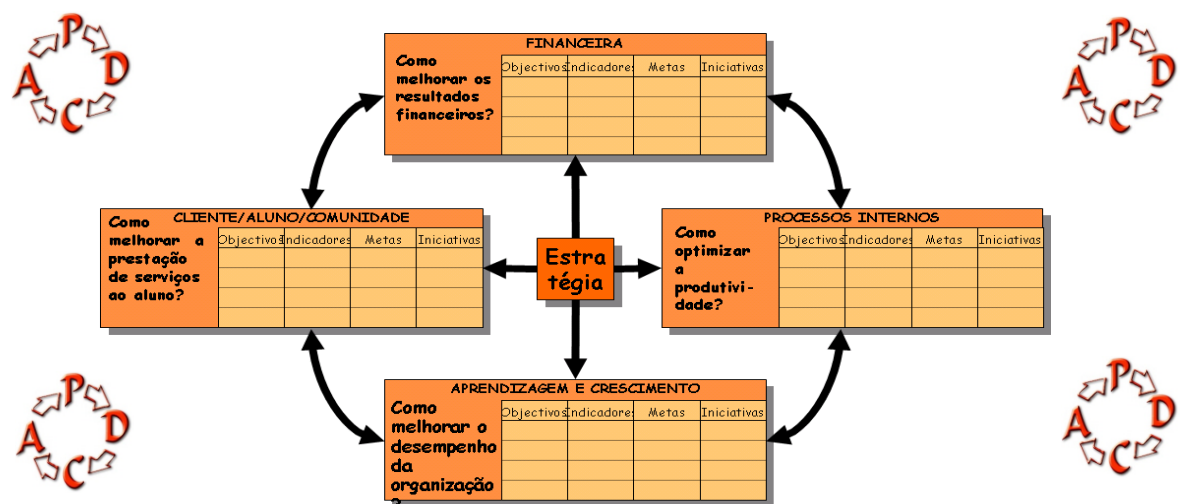 P
D
C
A
P
D
C
A
FINANCEIRA
Como
melhorar os
resultados
financeiros?
Objectivos Indicadores Metas Iniciativas
CLIENTE/ALUNO/COMUNIDADE
Como
melhorar a
prestação
de serviços
ao aluno?
Objectivos Indicadores Metas Iniciativas
Estra
tégia
PROCESSOS INTERNOS
Como
optimizar
a
produtivi-
dade?
Objectivos Indicadores Metas Iniciativas
APRENDIZAGEM E CRESCIMENTO
Como
melhorar o
desempenho
da
organização
?
Objectivos Indicadores Metas Iniciativas
P
D
C
A
P
D
C
A